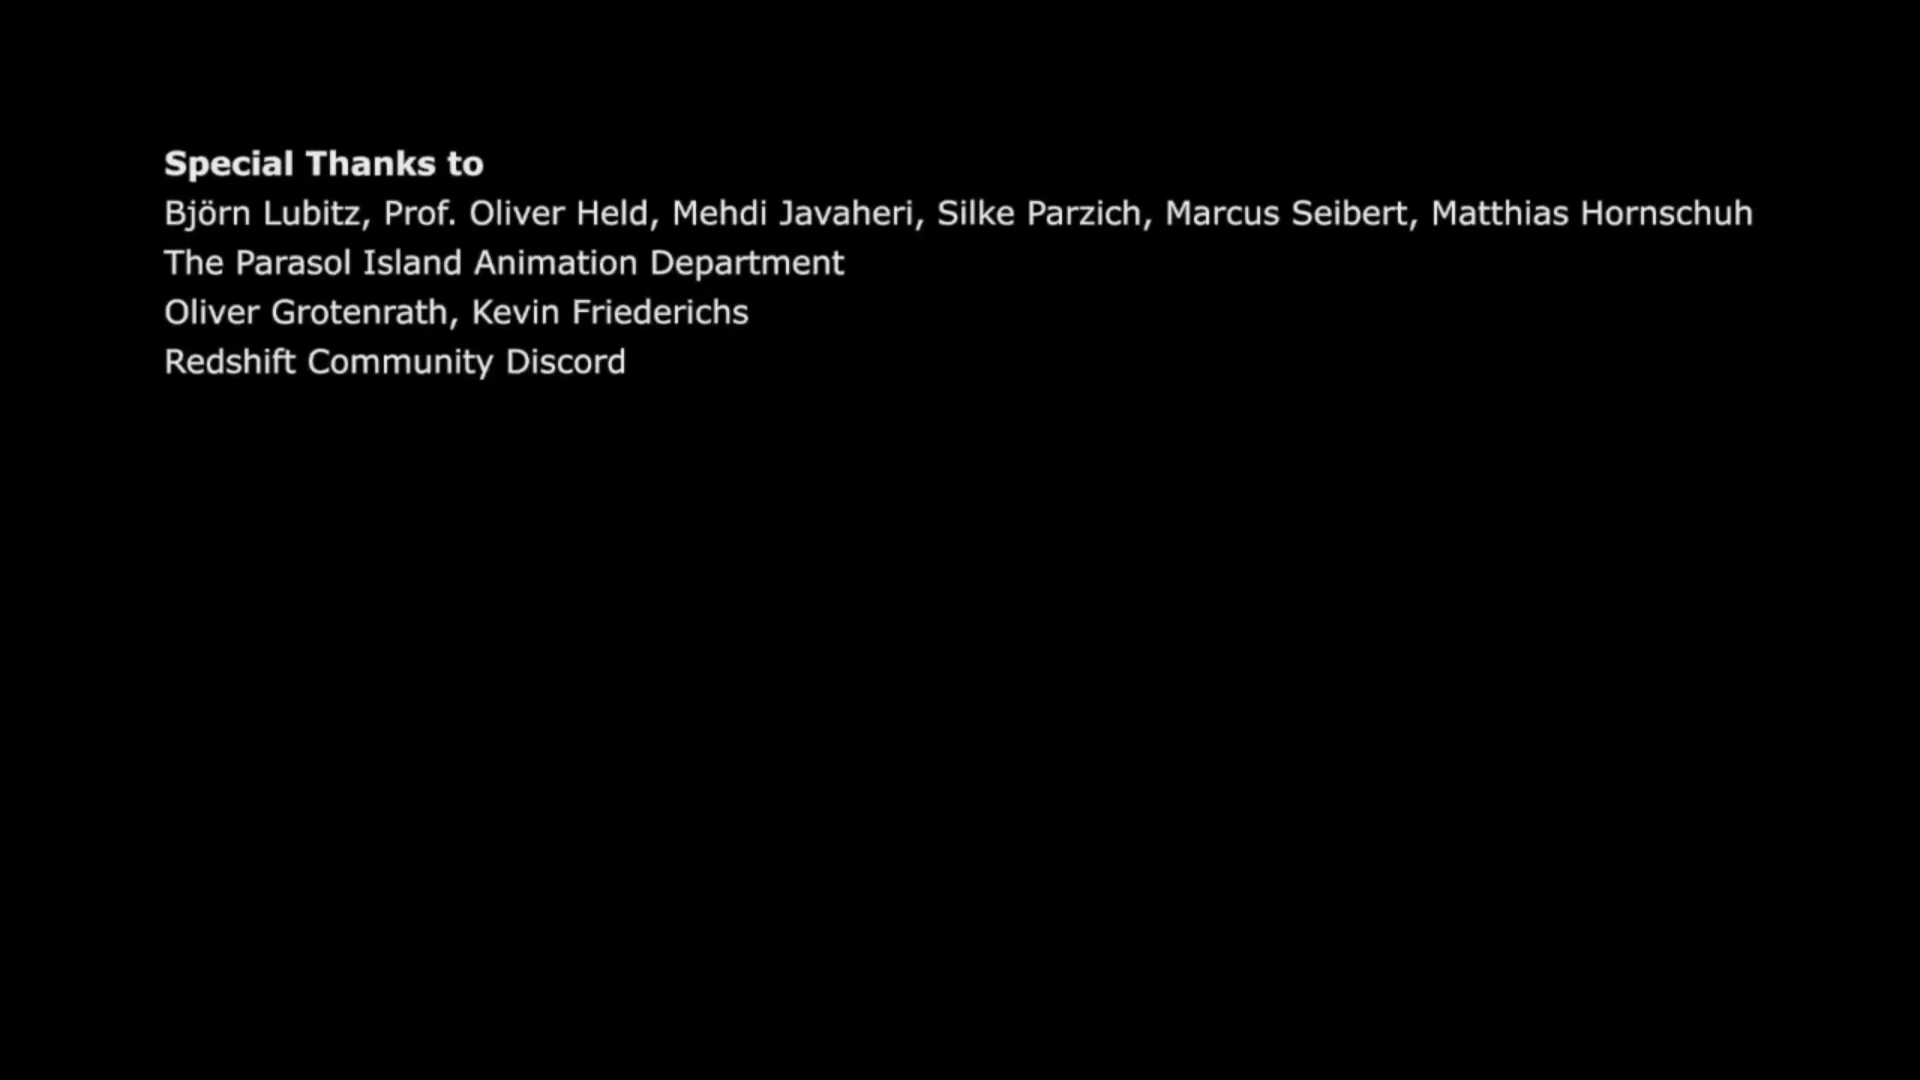 Special Thanks to
Björn Lubitz, Prof. Oliver Held, Mehdi Javaheri, Silke Parzich, Marcus Seibert, Matthias Hornschuh
The Parasol Island Animation Department
Oliver Grotenrath, Kevin Friederichs
Redshift Community Discord